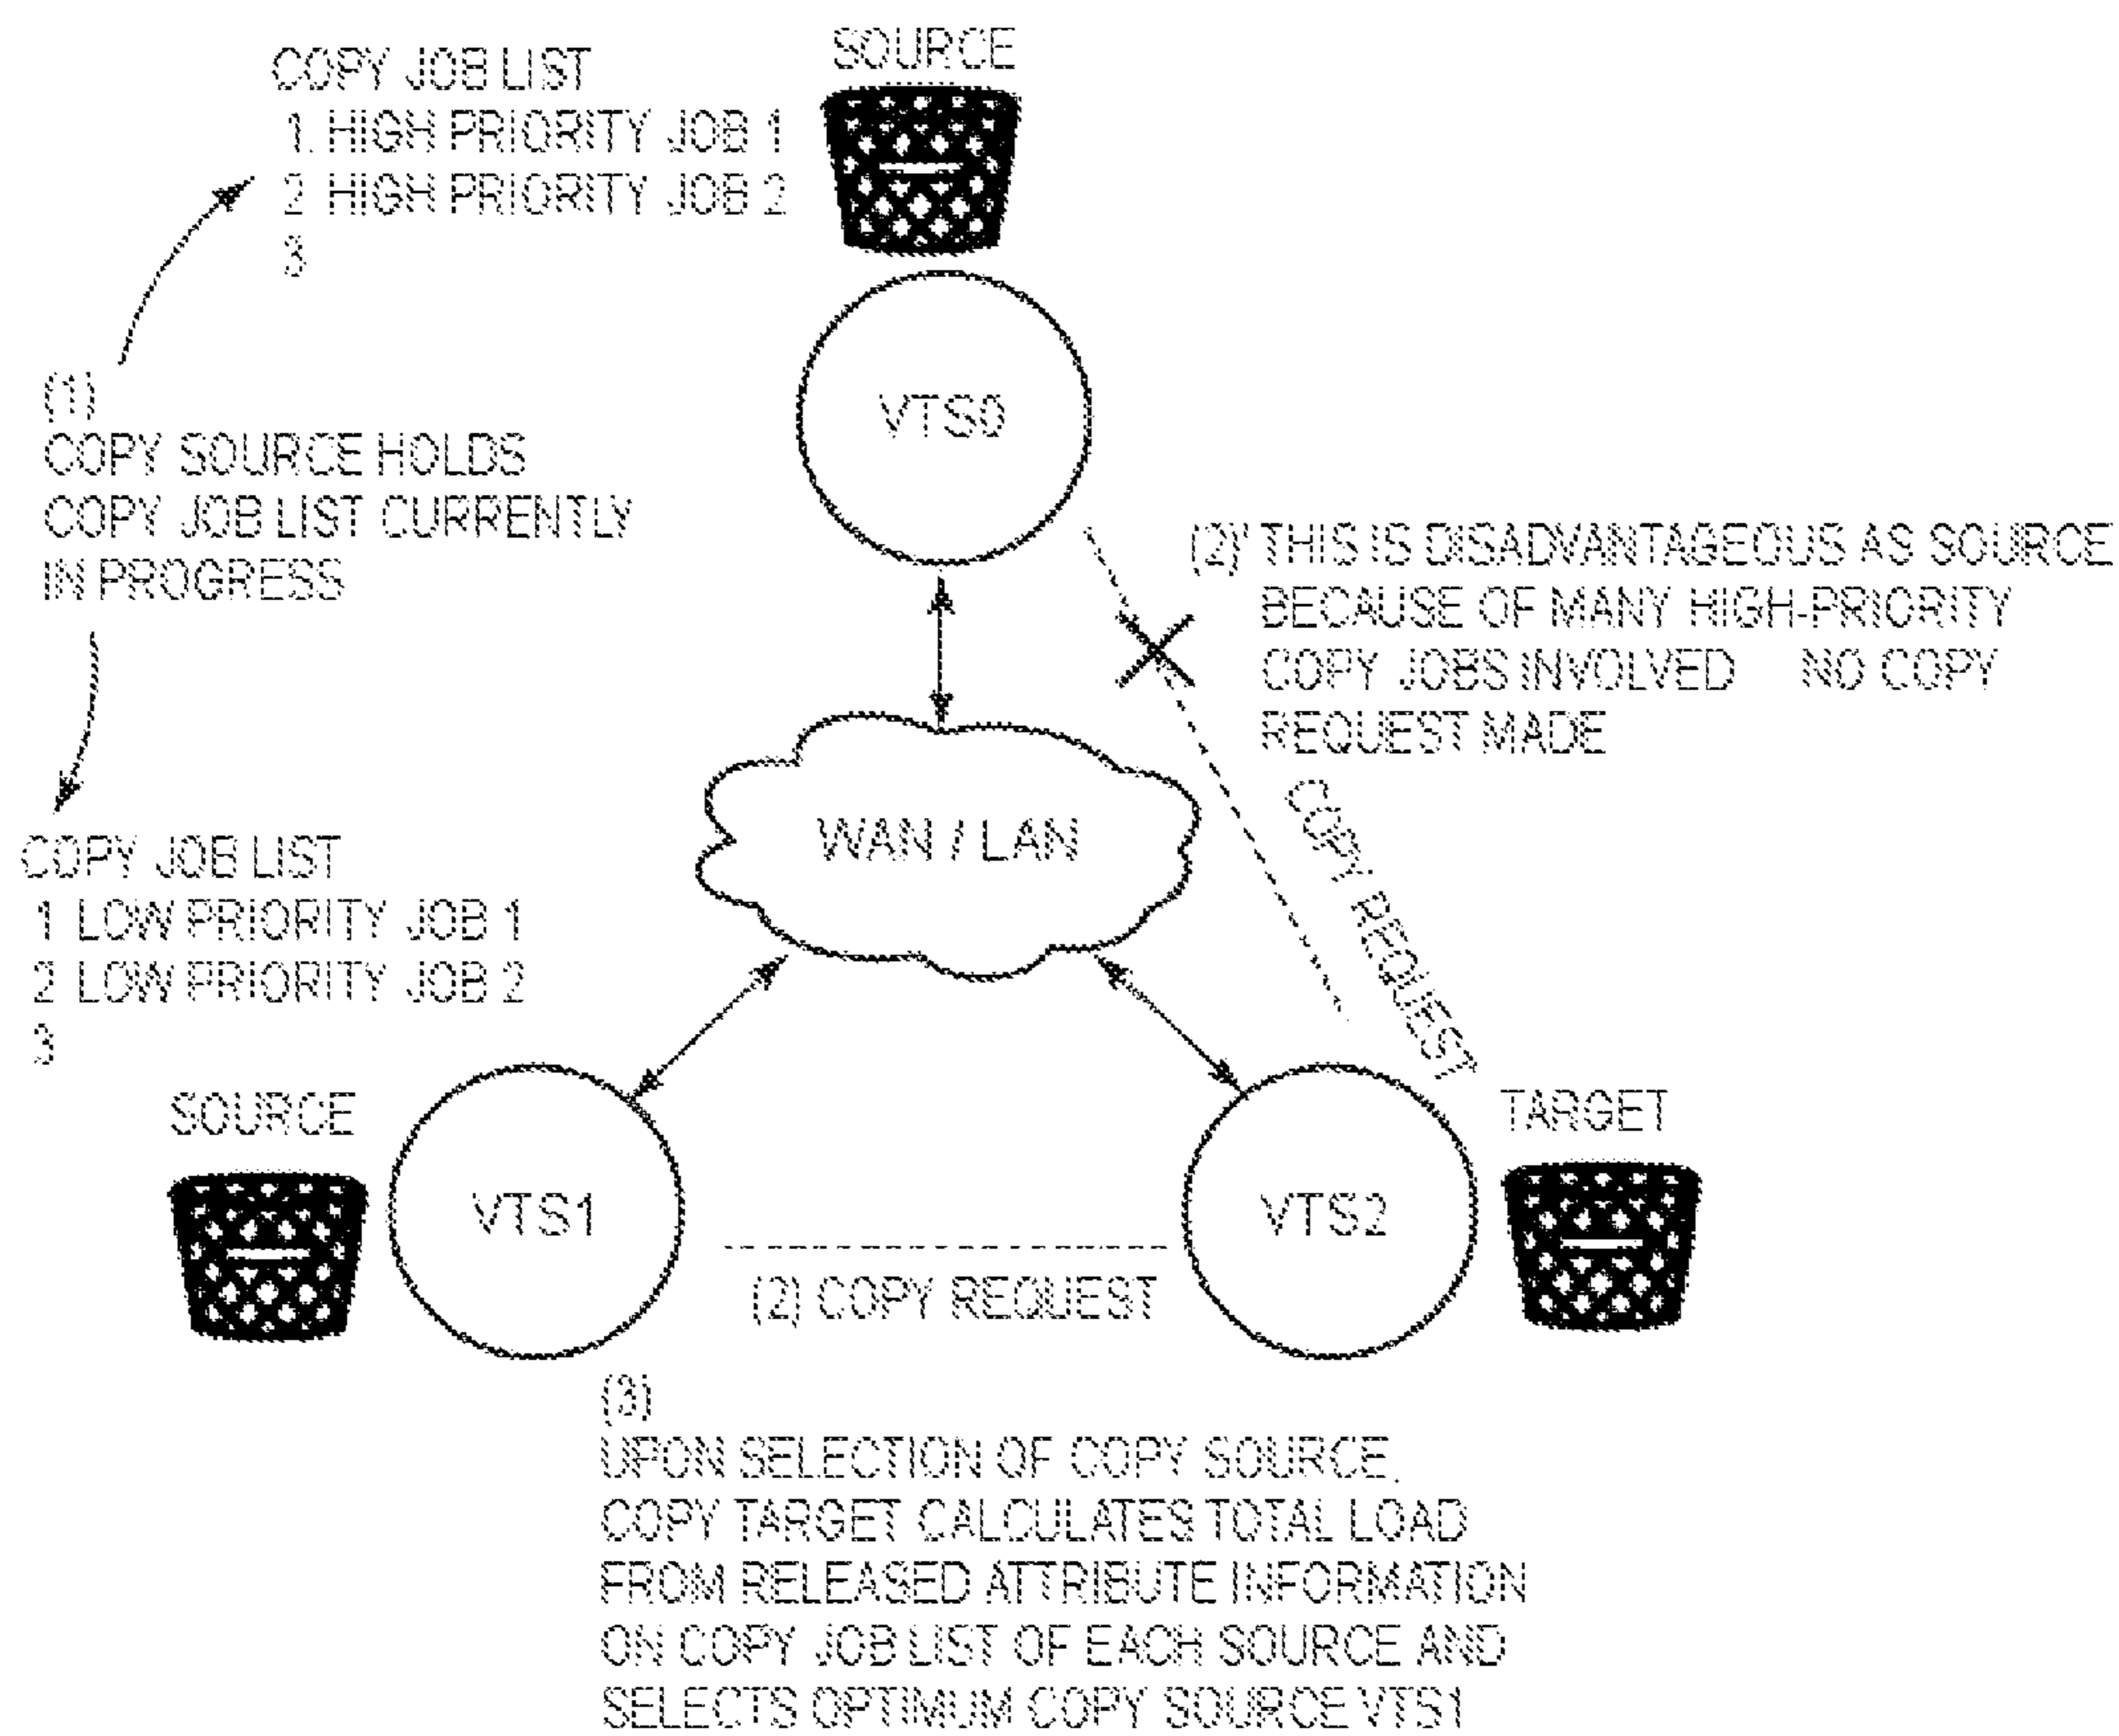 COPY JOB LIST
1. HIGH PRIORITY JOB 1
2 HIGH PRIORITY JOB 2
3
SOURCE
VTS0
(1)
COPY SOURCE HOLDS
COPY JOB LIST CURRENTLY
IN PROGRESS
(2)' THIS IS DISADVANTAGEOUS AS SOURCE
BECAUSE OF MANY HIGH-PRIORITY
COPY JOBS INVOLVED NO COPY
REQUEST MADE
COPY REQUEST
WAN / LAN
COPY JOB LIST
1 LOW PRIORITY JOB 1
2 LOW PRIORITY JOB 2
3
SOURCE
VTS1
VTS2
TARGET
(2) COPY REQUEST
(3)
UPON SELECTION OF COPY SOURCE,
COPY TARGET CALCULATES TOTAL LOAD
FROM RELEASED ATTRIBUTE INFORMATION
ON COPY JOB LIST OF EACH SOURCE AND
SELECTS OPTIMUM COPY SOURCE VTS1